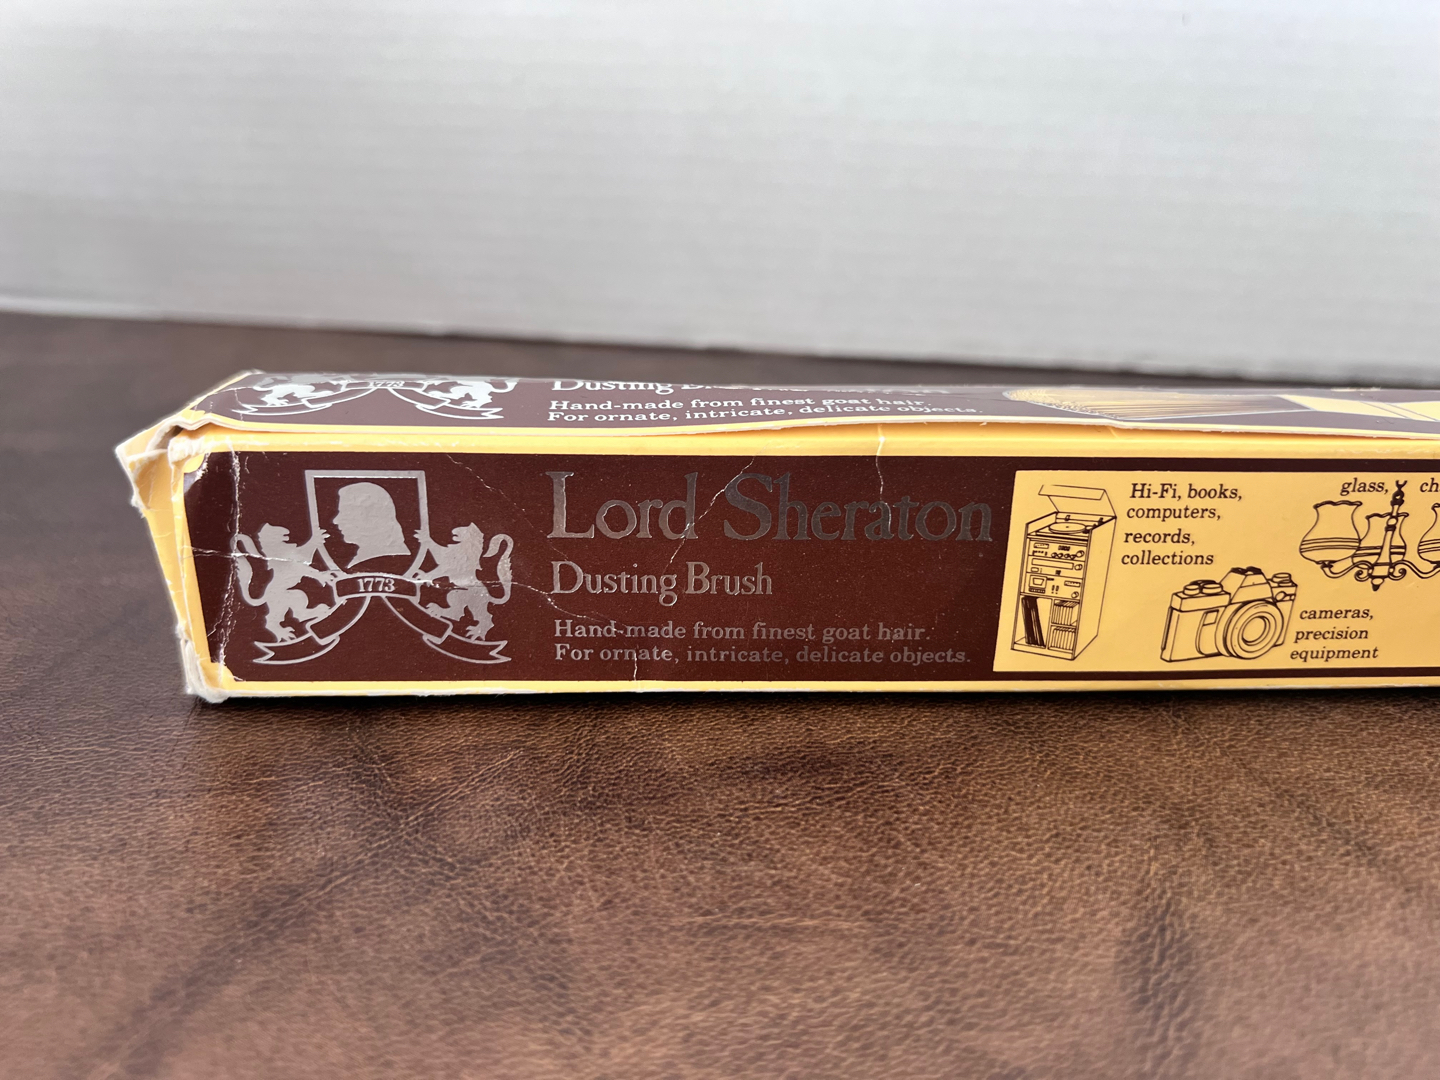 1773
Dusting
Hand-made from finest goat hair.
For ornate, intricate, delicate objects.
1773
Lord Sheraton
Dusting Brush
Hand-made from finest goat hair.
For ornate, intricate, delicate objects.
Hi-Fi, books,
computers,
records,
collections
cameras,
precision
equipment
glass,